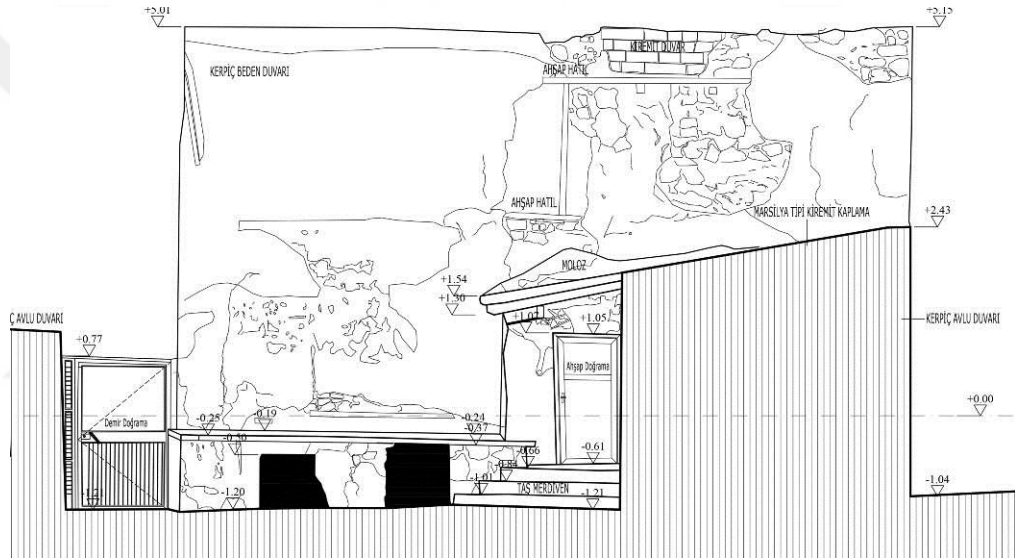 +5.01
+5.15
KİREMİT DUVAR
KERPİÇ BEDEN DUVARI
AHŞAP HATIL
AHŞAP HATIL
MARSİLYA TİPİ KİREMİT KAPLAMA
+2.43
MOLOZ
+1.54
+1.30
Ç AVLU DUVARI
+1.07
+1.05
KERPİÇ AVLU DUVARI
+0.77
Ahşap Doğrama
+0.00
Demir Doğrama
-0.25
-0.19
-0.24
-0.37
-0.50
-0.66
-0.61
-0.84
-1.01
TAŞ MERDİVEN
-1.21
-1.20
-1.21
-1.04